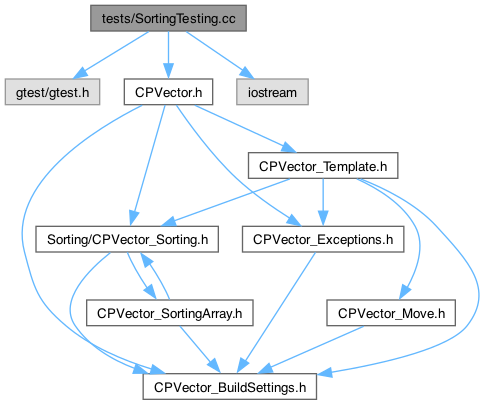 tests/SortingTesting.cc
gtest/gtest.h
CPVector.h
iostream
CPVector_Template.h
Sorting/CPVector_Sorting.h
CPVector_Exceptions.h
CPVector_SortingArray.h
CPVector_Move.h
CPVector_BuildSettings.h